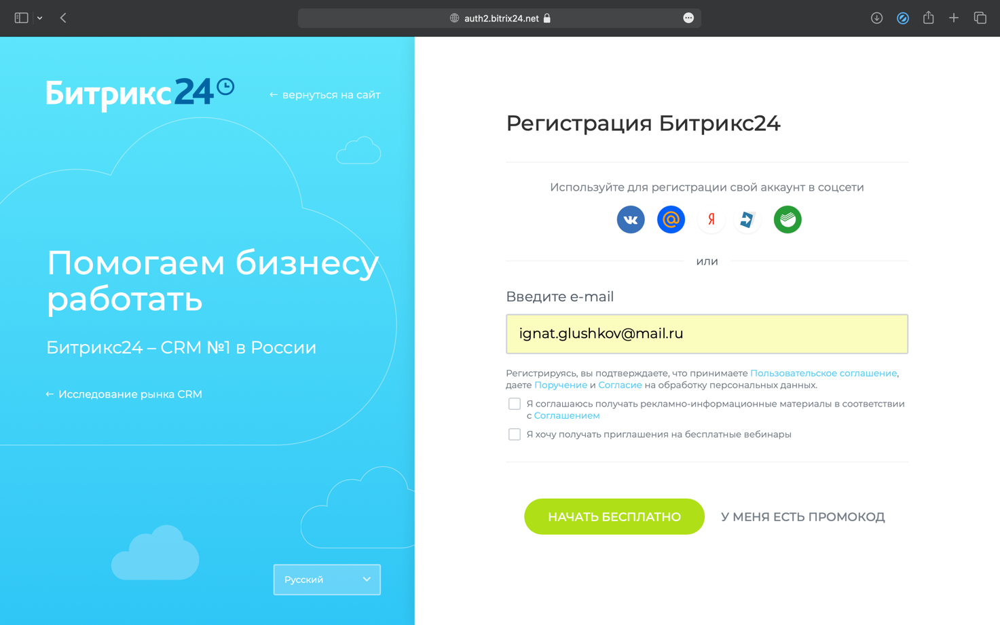 auth2.bitrix24.net
Битрикс24
← вернуться на сайт
Помогаем бизнесу
работать
Битрикс24 – CRM №1 в России
← Исследование рынка CRM
Русский
Регистрация Битрикс24
Используйте для регистрации свой аккаунт в соцсети
Я
или
Введите e-mail
ignat.glushkov@mail.ru
Регистрируясь, вы подтверждаете, что принимаете Пользовательское соглашение,
даете Поручение и Согласие на обработку персональных данных.
Я соглашаюсь получать рекламно-информационные материалы в соответствии
с Соглашением
Я хочу получать приглашения на бесплатные вебинары
НАЧАТЬ БЕСПЛАТНО
У МЕНЯ ЕСТЬ ПРОМОКОД